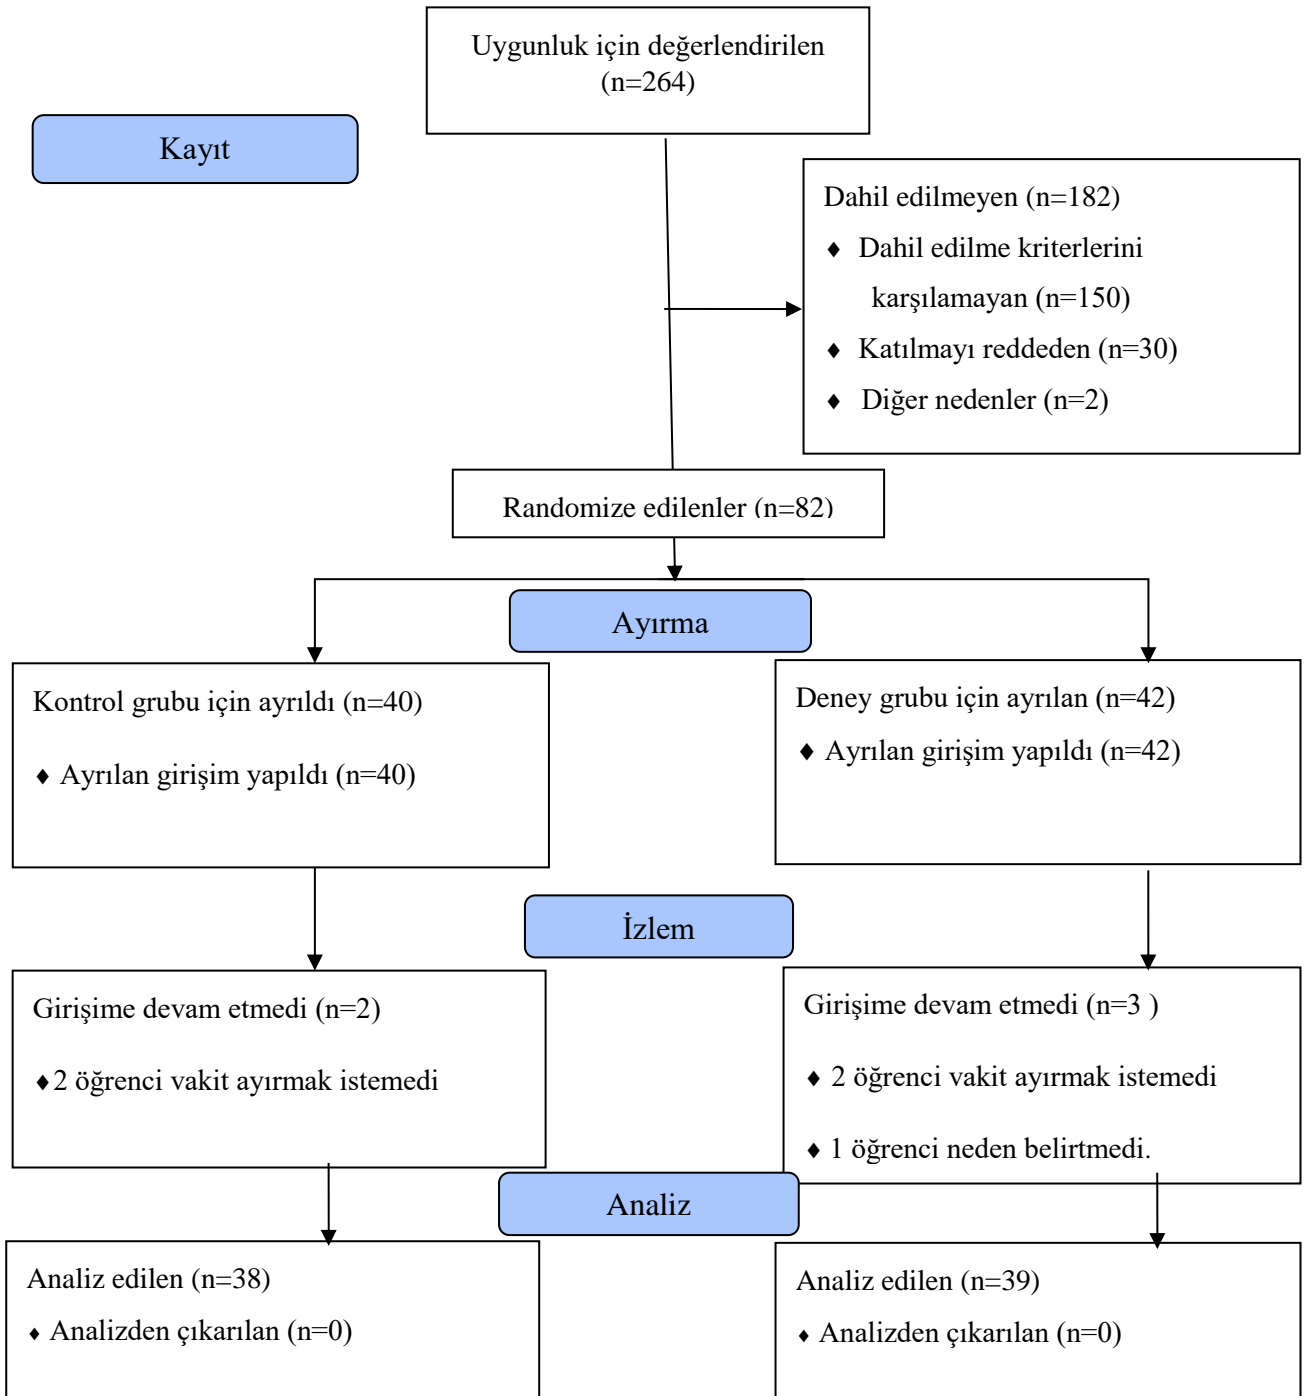 Uygunluk için değerlendirilen
(n=264)
Kayıt
Dahil edilmeyen (n=182)
♦ Dahil edilme kriterlerini
karşılamayan (n=150)
♦ Katılmayı reddeden (n=30)
♦ Diğer nedenler (n=2)
Randomize edilenler (n=82)
Ayırma
Kontrol grubu için ayrıldı (n=40)
♦ Ayrılan girişim yapıldı (n=40)
Deney grubu için ayrılan (n=42)
♦ Ayrılan girişim yapıldı (n=42)
İzlem
Girişime devam etmedi (n=2)
♦2 öğrenci vakit ayırmak istemedi
Girişime devam etmedi (n=3 )
♦ 2 öğrenci vakit ayırmak istemedi
♦ 1 öğrenci neden belirtmedi.
Analiz
Analiz edilen (n=38)
♦ Analizden çıkarılan (n=0)
Analiz edilen (n=39)
♦ Analizden çıkarılan (n=0)